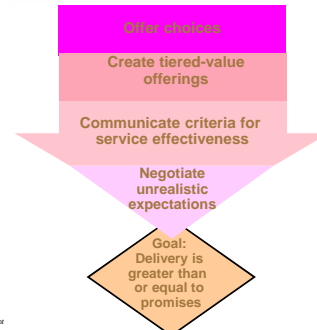 Offer choices
Create tiered-value
offerings
Communicate criteria for
service effectiveness
Negotiate
unrealistic
expectations
Goal:
Delivery is
greater than
or equal to
promises
or